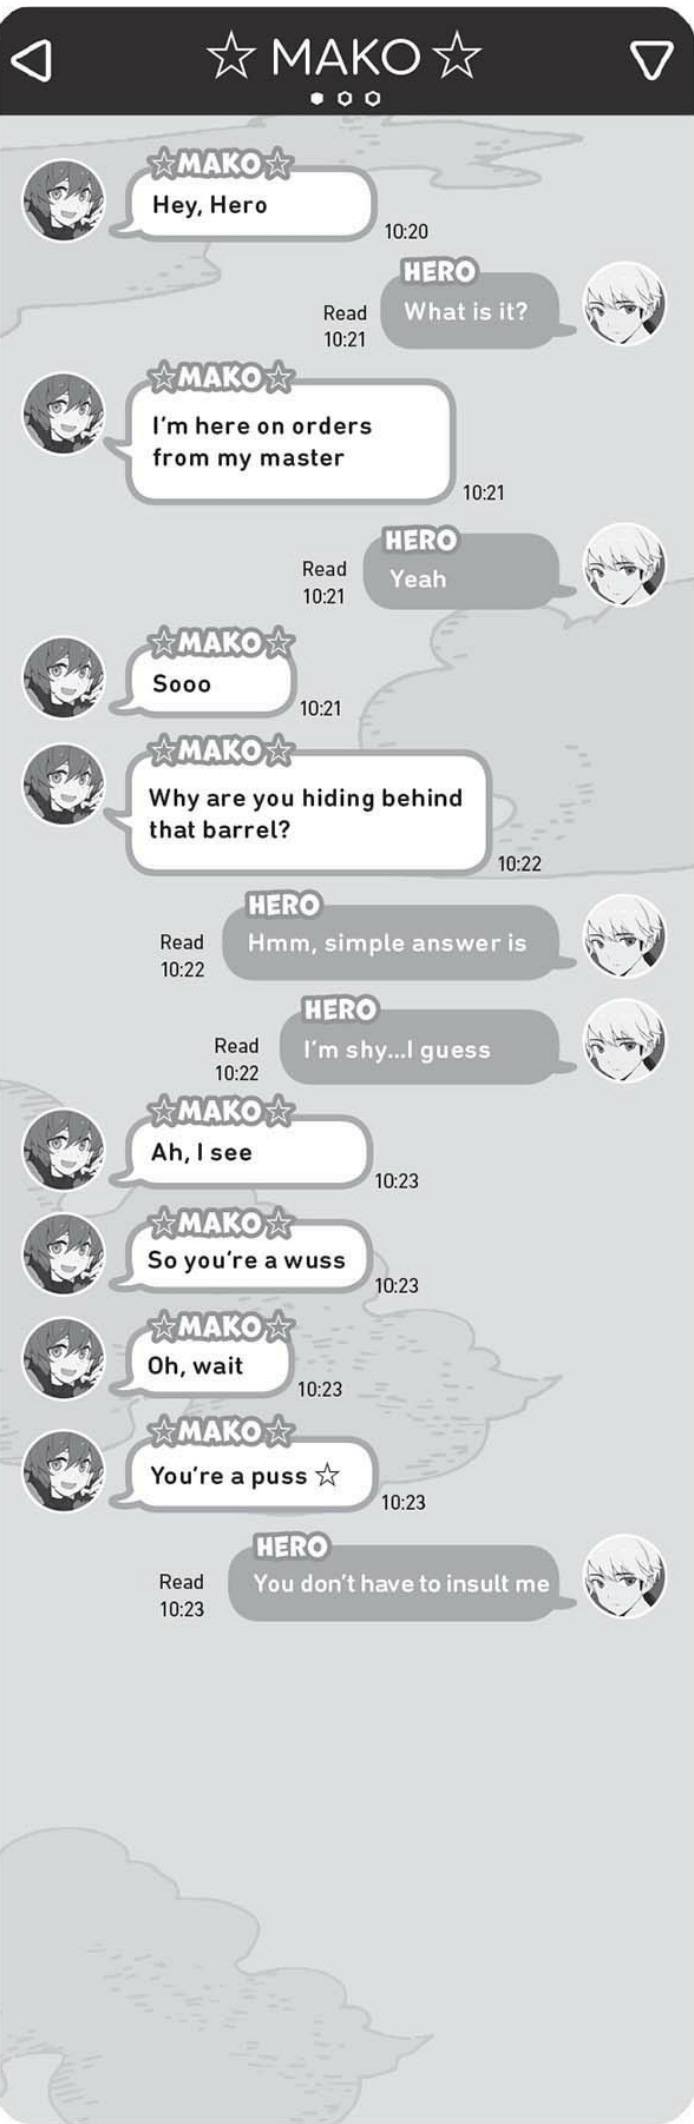 ☆ MAKO ☆
☆MAKO☆
Hey, Hero
10:20
HERO
What is it?
Read
10:21
☆MAKO☆
I'm here on orders
from my master
10:21
HERO
Yeah
Read
10:21
☆MAKO☆
Sooo
10:21
☆MAKO☆
Why are you hiding behind
that barrel?
10:22
HERO
Hmm, simple answer is
Read
10:22
HERO
I'm shy...I guess
Read
10:22
☆MAKO☆
Ah, I see
10:23
☆MAKO☆
So you're a wuss
10:23
☆MAKO☆
Oh, wait
10:23
☆MAKO☆
You're a puss ☆
10:23
HERO
You don't have to insult me
Read
10:23